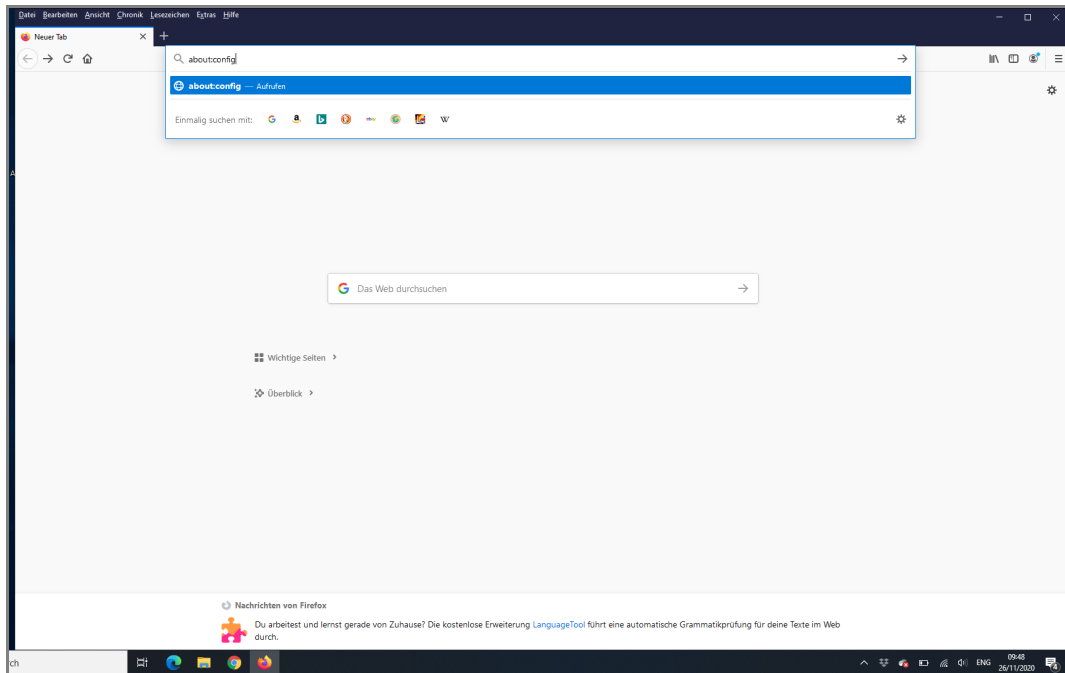 Datei Bearbeiten Ansicht Chronik Lesezeichen Extras Hilfe
Neuer Tab
about:config
about:config — Aufrufen
Einmalig suchen mit:
A
Das Web durchsuchen
Wichtige Seiten
Überblick
Nachrichten von Firefox
Du arbeitest und lernst gerade von Zuhause? Die kostenlose Erweiterung LanguageTool führt eine automatische Grammatikprüfung für deine Texte im Web
durch.
rch
ENG
09:48
26/11/2020
4